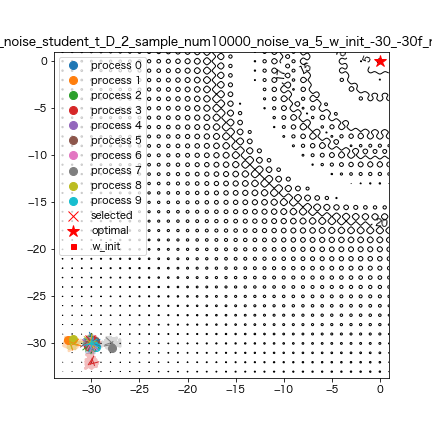 _noise_student_t_D_2_sample_num10000_noise_va_5_w_init_-30_-30f_r
process 0
process 1
process 2
process 3
process 4
process 5
process 6
process 7
process 8
process 9
selected
optimal
w_init
0
−5
−10
−15
−20
−25
−30
−30
−25
−20
−15
−10
−5
0